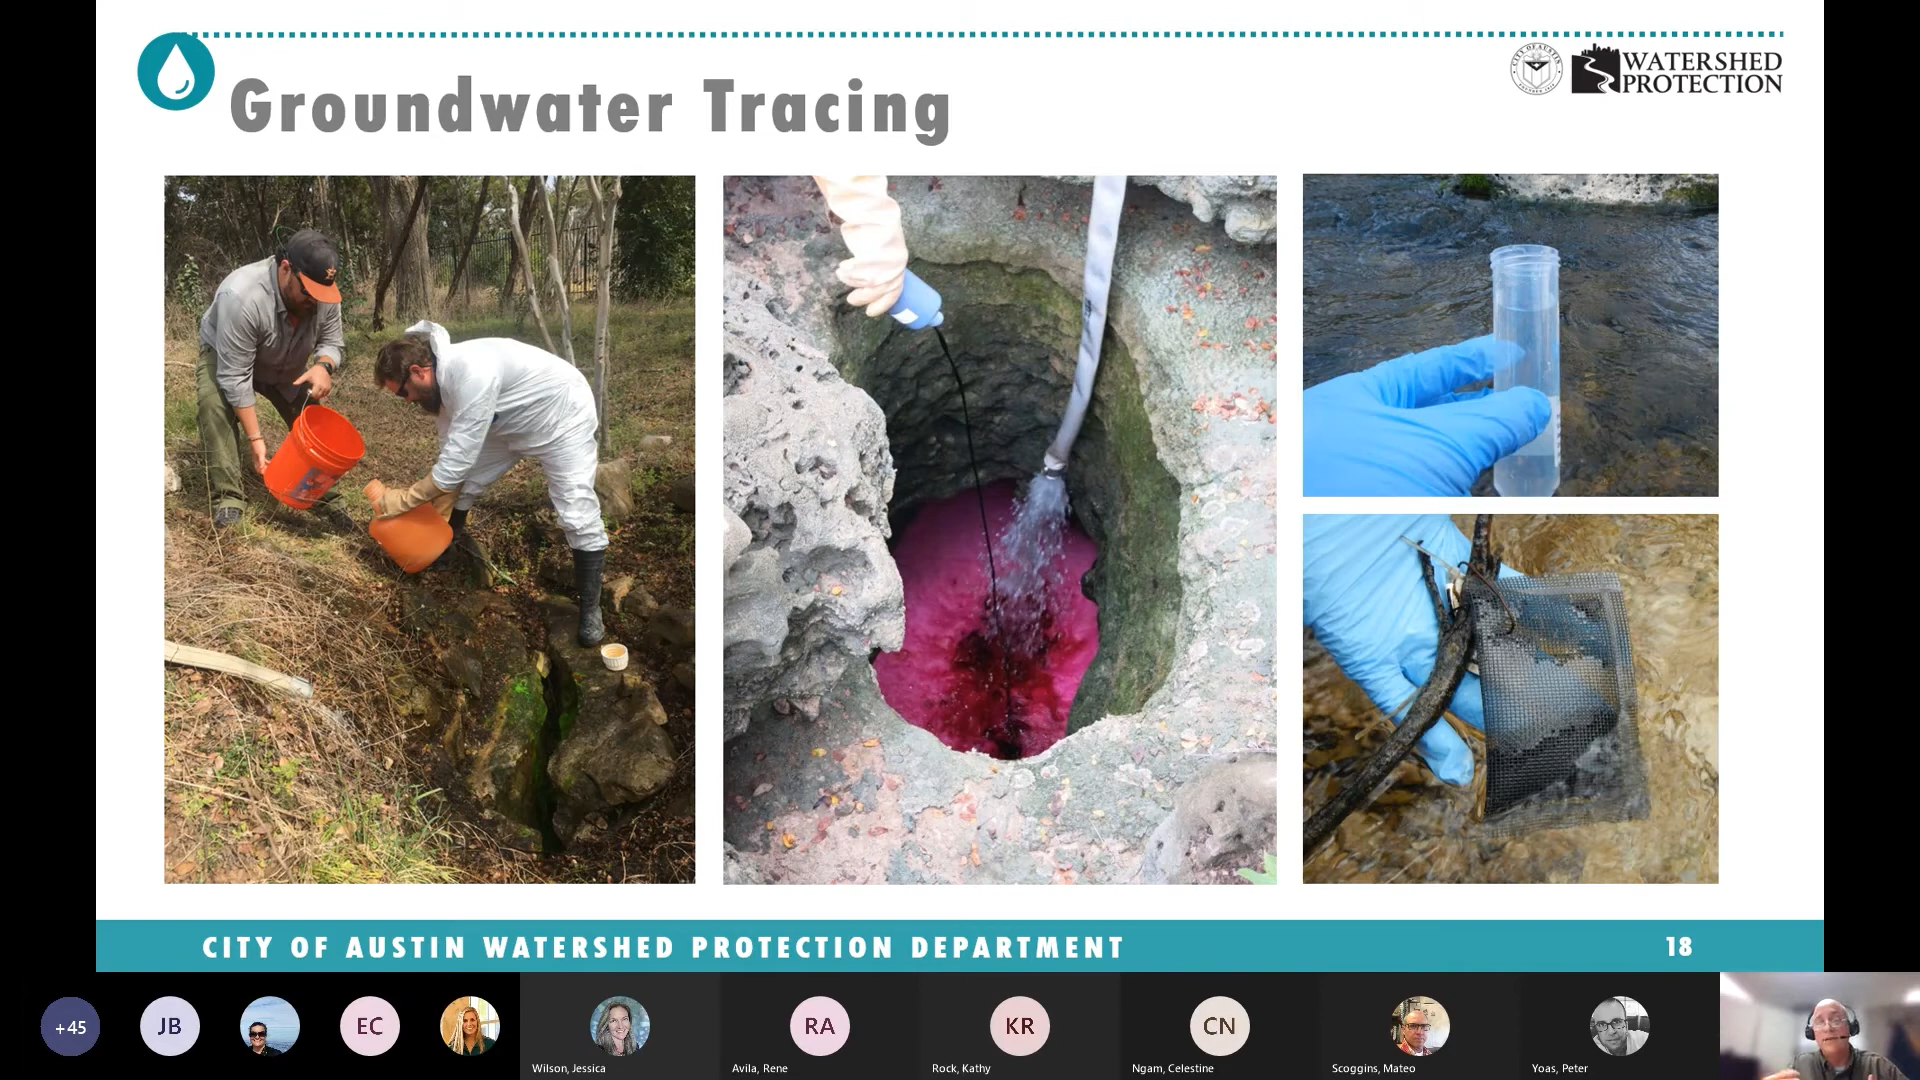 Groundwater Tracing
WATERSHED
PROTECTION
CITY OF AUSTIN WATERSHED PROTECTION DEPARTMENT
18
+45
JB
EC
RA
KR
CN
Wilson, Jessica
Avila, Rene
Rock, Kathy
Ngam, Celestine
Scoggins, Mateo
Yoas, Peter